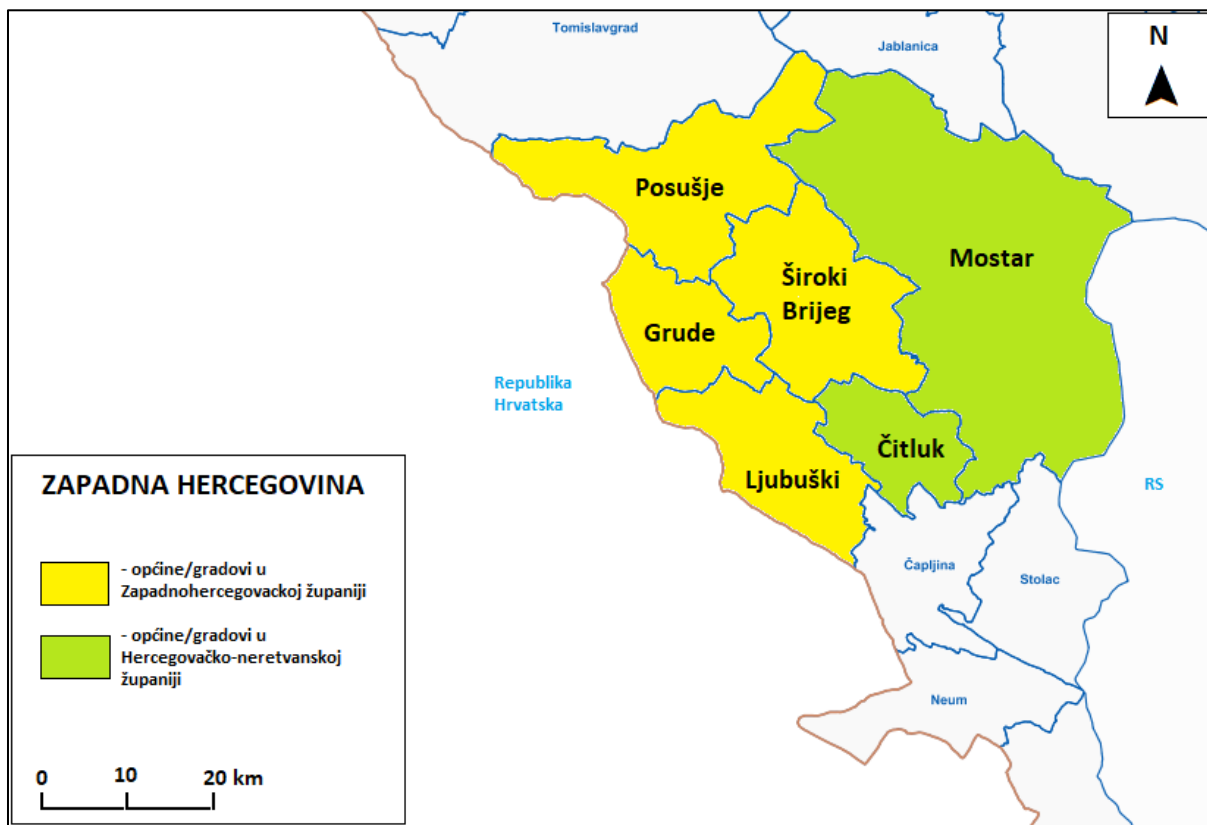 Tomislavgrad
Jablanica
N
Posušje
Mostar
Široki
Brijeg
Grude
Republika
Hrvatska
Čitluk
Ljubuški
RS
Čapljina
Stolac
Neum
ZAPADNA HERCEGOVINA
- općine/gradovi u
Zapadnohercegovackoj županiji
- općine/gradovi u
Hercegovačko-neretvanskoj
županiji
0 10 20 km